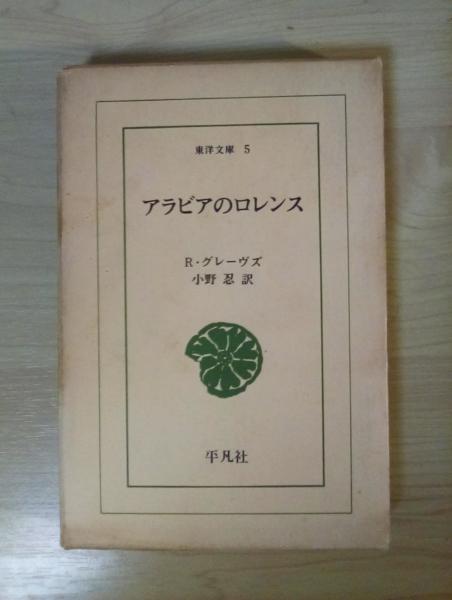 東洋文庫 5
アラビアのロレンス
R・グレーヴズ
小野 忍 訳
平凡社